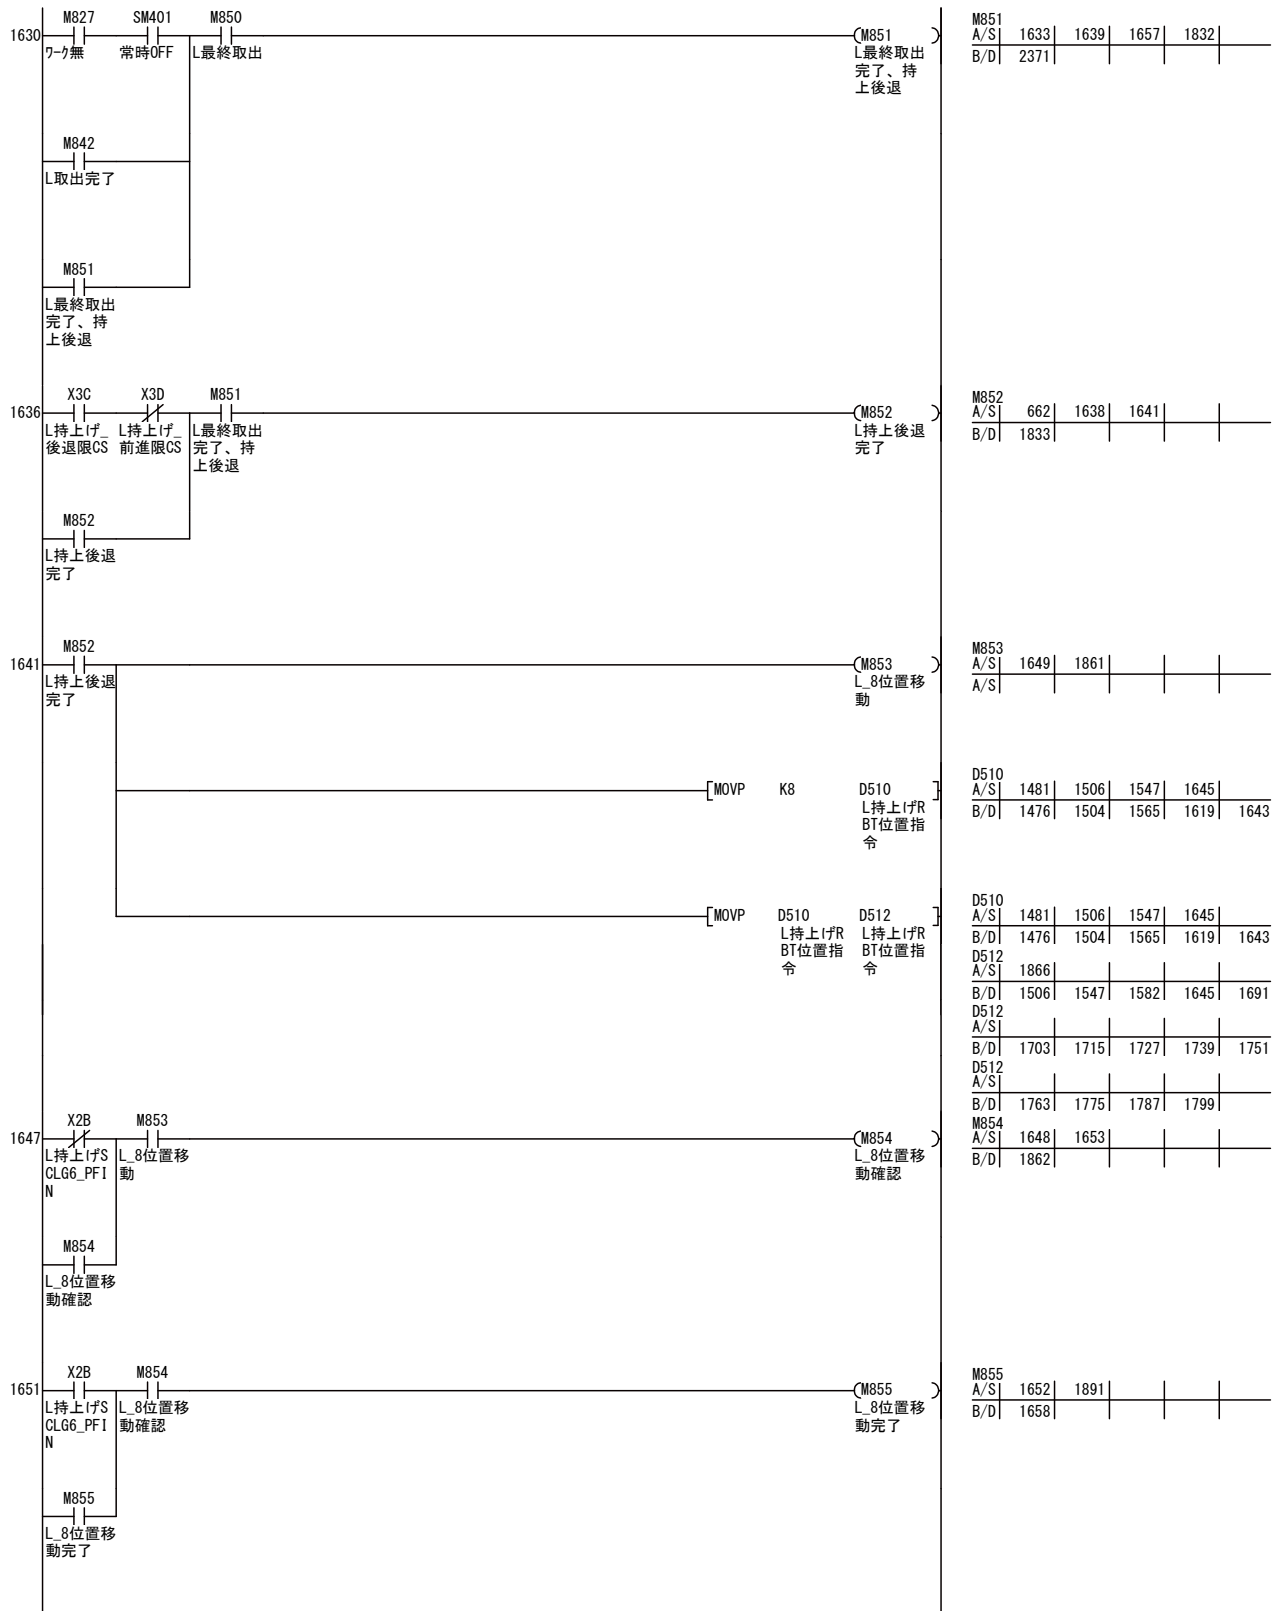 M827 SM401 M850
1630 (M851 )
ﾜｰｸ無 常時OFF L最終取出 L最終取出
完了、持
上後退
M851
A/S| 1633| 1639| 1657| 1832|
B/D| 2371| | | |
M842
L取出完了
M851
L最終取出
完了、持
上後退
X3C X3D M851
1636 (M852 )
L持上げ_ L持上げ_ L最終取出 L持上後退
後退限CS 前進限CS 完了、持 完了
上後退
M852
A/S| 662| 1638| 1641| |
B/D| 1833| | | |
M852
L持上後退
完了
M852
1641 (M853 )
L持上後退 L_8位置移
完了 動
M853
A/S| 1649| 1861| | |
A/S| | | | |
[MOVP K8 D510 ]
L持上げR
BT位置指
令
D510
A/S| 1481| 1506| 1547| 1645|
B/D| 1476| 1504| 1565| 1619| 1643
[MOVP D510 D512 ]
L持上げR L持上げR
BT位置指 BT位置指
令 令
D510
A/S| 1481| 1506| 1547| 1645|
B/D| 1476| 1504| 1565| 1619| 1643
D512
A/S| 1866| | | |
B/D| 1506| 1547| 1582| 1645| 1691
D512
A/S| | | | |
B/D| 1703| 1715| 1727| 1739| 1751
D512
A/S| | | | |
B/D| 1763| 1775| 1787| 1799|
X2B M853
1647 (M854 )
L持上げS L_8位置移 L_8位置移
CLG6_PFI 動 動確認
N
M854
A/S| 1648| 1653| | |
B/D| 1862| | | |
M854
L_8位置移
動確認
X2B M854
1651 (M855 )
L持上げS L_8位置移 L_8位置移
CLG6_PFI 動確認 動完了
N
M855
A/S| 1652| 1891| | |
B/D| 1658| | | |
M855
L_8位置移
動完了